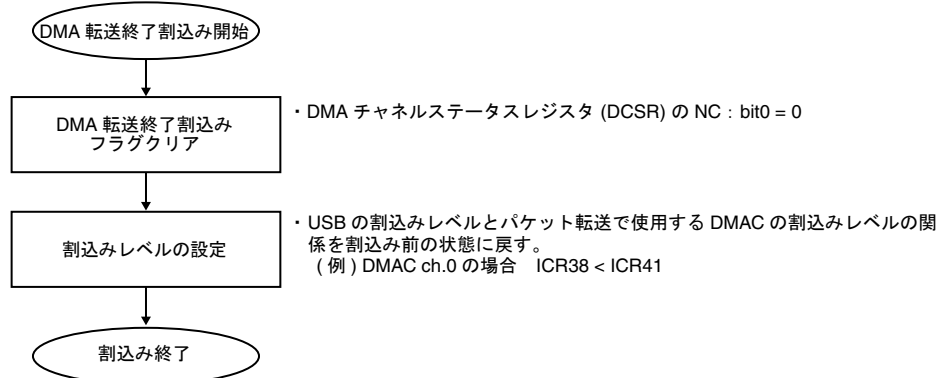 DMA 転送終了割込み開始
DMA 転送終了割込み
フラグクリア
・DMA チャネルステータスレジスタ (DCSR) の NC：bit0 = 0
割込みレベルの設定
・USB の割込みレベルとパケット転送で使用する DMAC の割込みレベルの関
係を割込み前の状態に戻す。
( 例 ) DMAC ch.0 の場合　ICR38 < ICR41
割込み終了